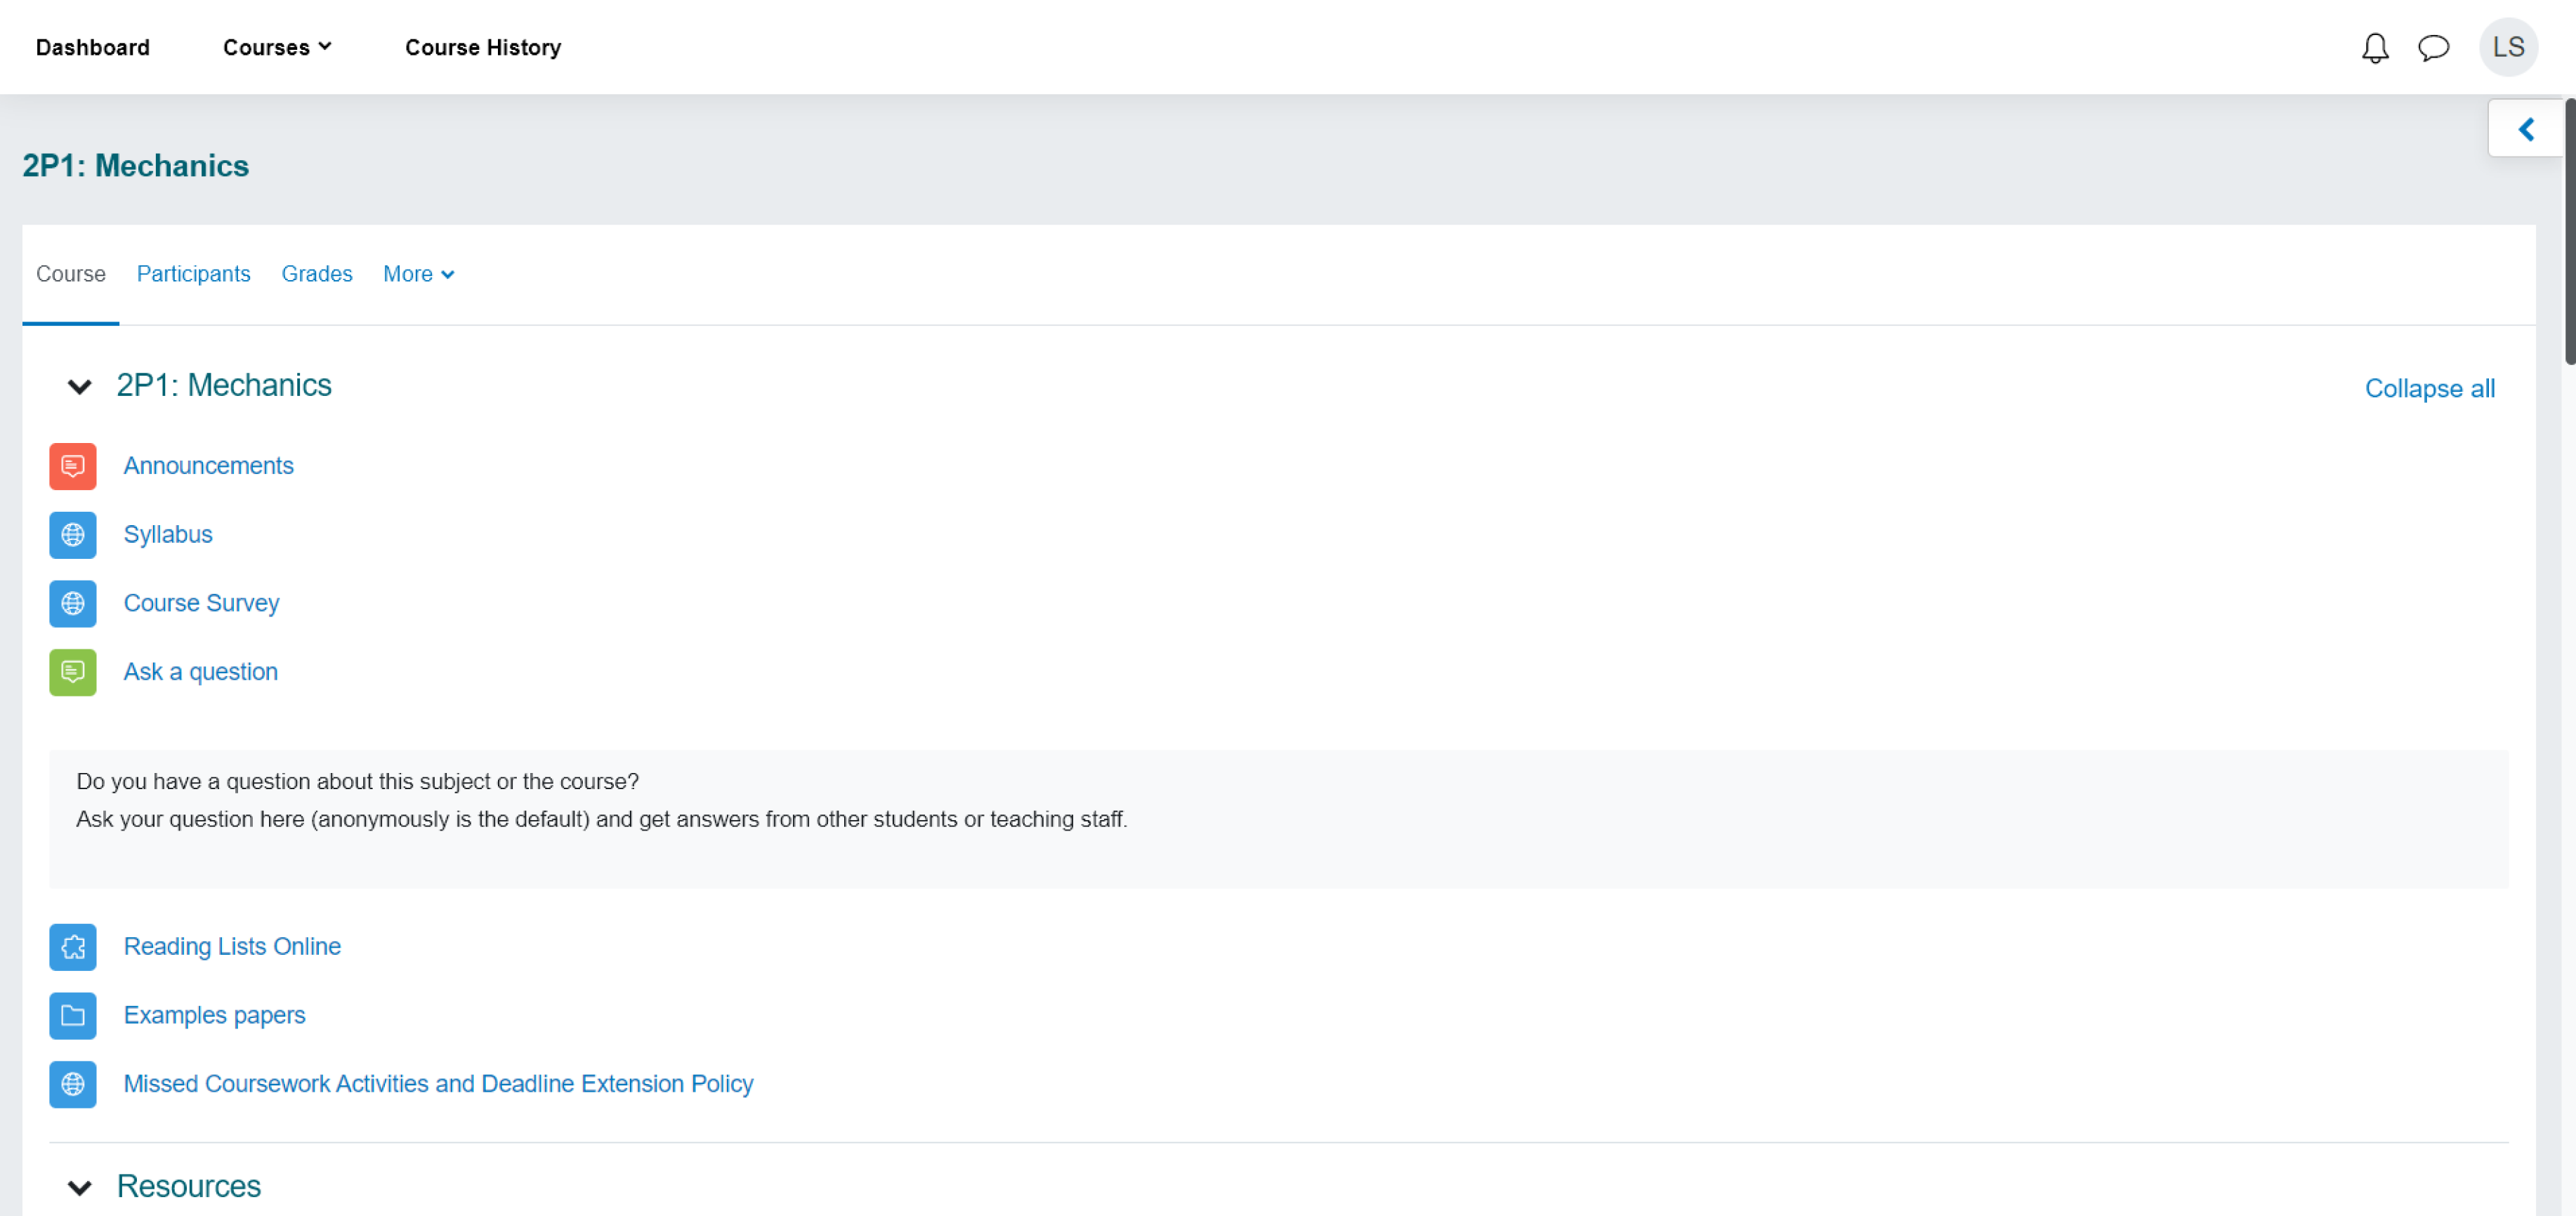 Dashboard
Courses
Course History
LS
2P1: Mechanics
Course
Participants
Grades
More
2P1: Mechanics
Collapse all
Announcements
Syllabus
Course Survey
Ask a question
Do you have a question about this subject or the course?
Ask your question here (anonymously is the default) and get answers from other students or teaching staff.
Reading Lists Online
Examples papers
Missed Coursework Activities and Deadline Extension Policy
Resources